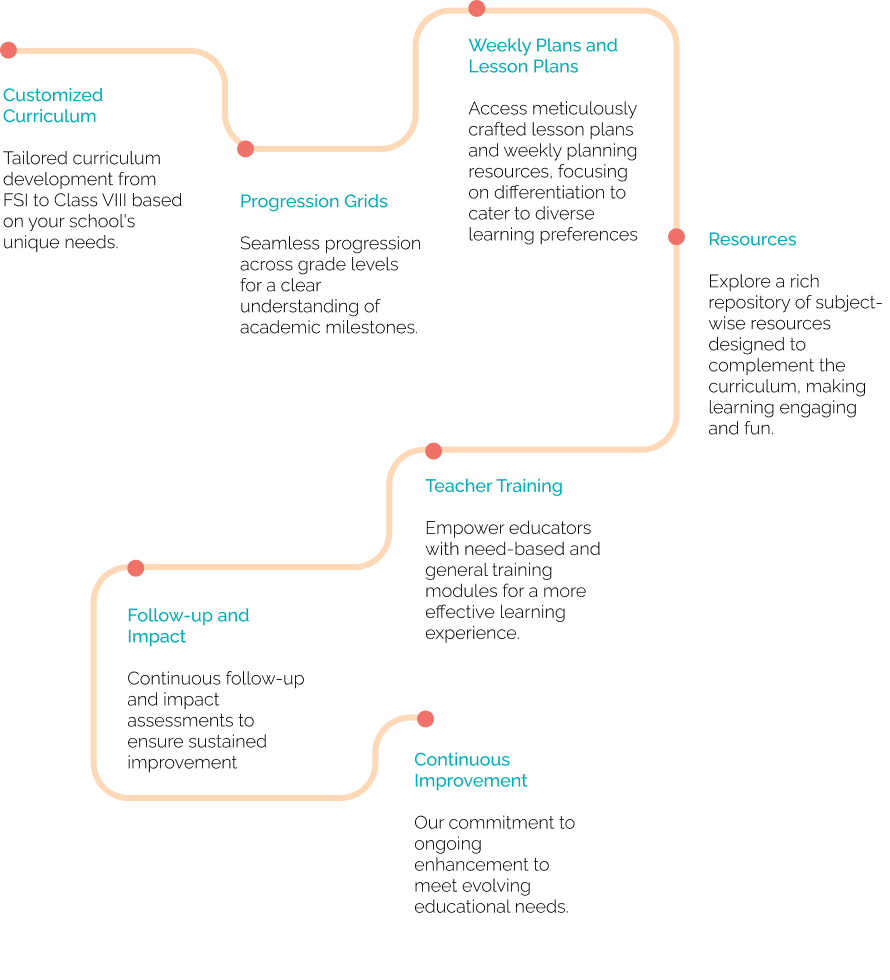 Customized
Curriculum
Tailored curriculum
development from
FSI to Class VIII based
on your school's
unique needs.
Progression Grids
Seamless progression
across grade levels
for a clear
understanding of
academic milestones.
Weekly Plans and
Lesson Plans
Access meticulously
crafted lesson plans
and weekly planning
resources, focusing
on differentiation to
cater to diverse
learning preferences
Resources
Explore a rich
repository of subject-
wise resources
designed to
complement the
curriculum, making
learning engaging
and fun.
Teacher Training
Empower educators
with need-based and
general training
modules for a more
effective learning
experience.
Follow-up and
Impact
Continuous follow-up
and impact
assessments to
ensure sustained
improvement
Continuous
Improvement
Our commitment to
ongoing
enhancement to
meet evolving
educational needs.